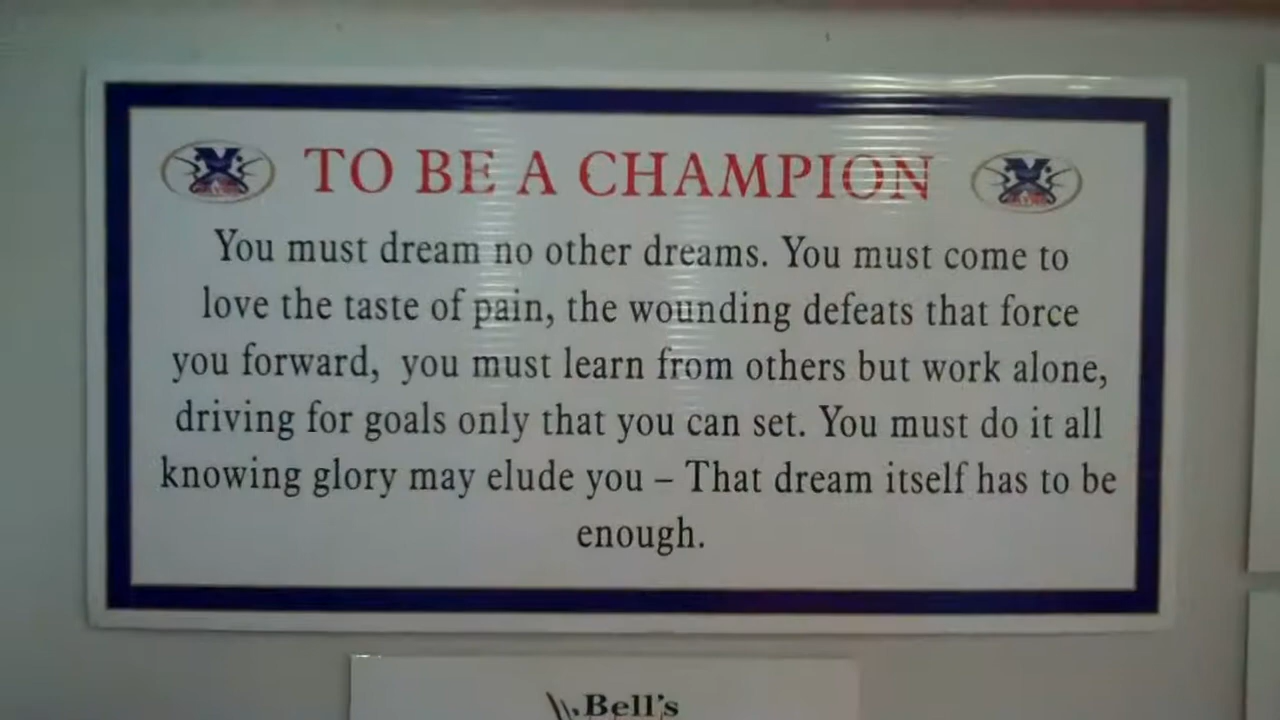 TO BE A CHAMPION
You must dream no other dreams. You must come to
love the taste of pain, the wounding defeats that force
you forward, you must learn from others but work alone,
driving for goals only that you can set. You must do it all
knowing glory may elude you – That dream itself has to be
enough.
Bell's